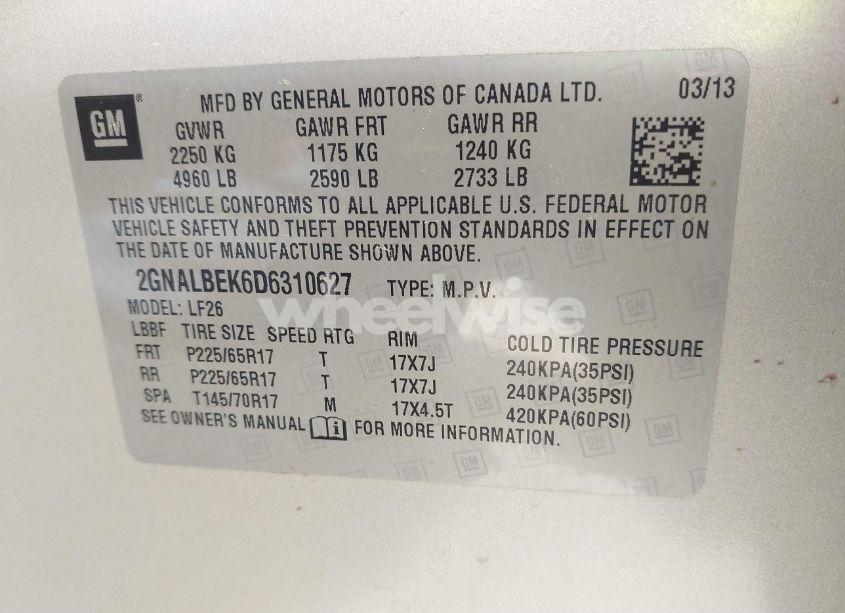 GM
MFD BY GENERAL MOTORS OF CANADA LTD. 03/13
GVWR GAWR FRT GAWR RR
2250 KG 1175 KG 1240 KG
4960 LB 2590 LB 2733 LB
THIS VEHICLE CONFORMS TO ALL APPLICABLE U.S. FEDERAL MOTOR
VEHICLE SAFETY AND THEFT PREVENTION STANDARDS IN EFFECT ON
THE DATE OF MANUFACTURE SHOWN ABOVE.
2GNALBEK6D6310627 TYPE: M.P.V.
MODEL: LF26
wheelwise
LBBF TIRE SIZE SPEED RTG RIM COLD TIRE PRESSURE
FRT P225/65R17 T 17X7J 240KPA(35PSI)
RR P225/65R17 T 17X7J 240KPA(35PSI)
SPA T145/70R17 M 17X4.5T 420KPA(60PSI)
SEE OWNER'S MANUAL FOR MORE INFORMATION.